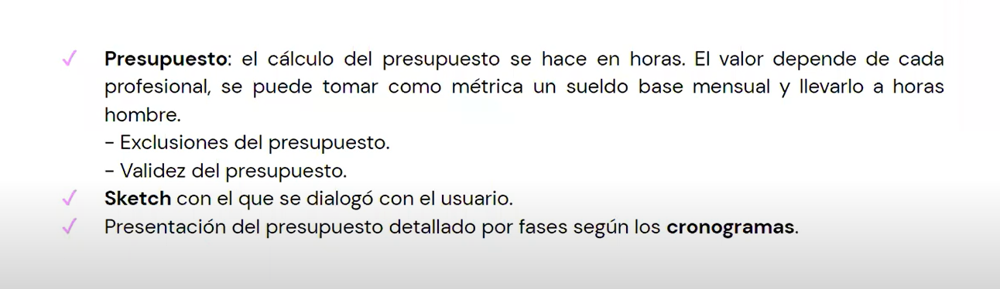 ✓ Presupuesto: el cálculo del presupuesto se hace en horas. El valor depende de cada
profesional, se puede tomar como métrica un sueldo base mensual y llevarlo a horas
hombre.
- Exclusiones del presupuesto.
- Validez del presupuesto.
✓ Sketch con el que se dialogó con el usuario.
✓ Presentación del presupuesto detallado por fases según los cronogramas.